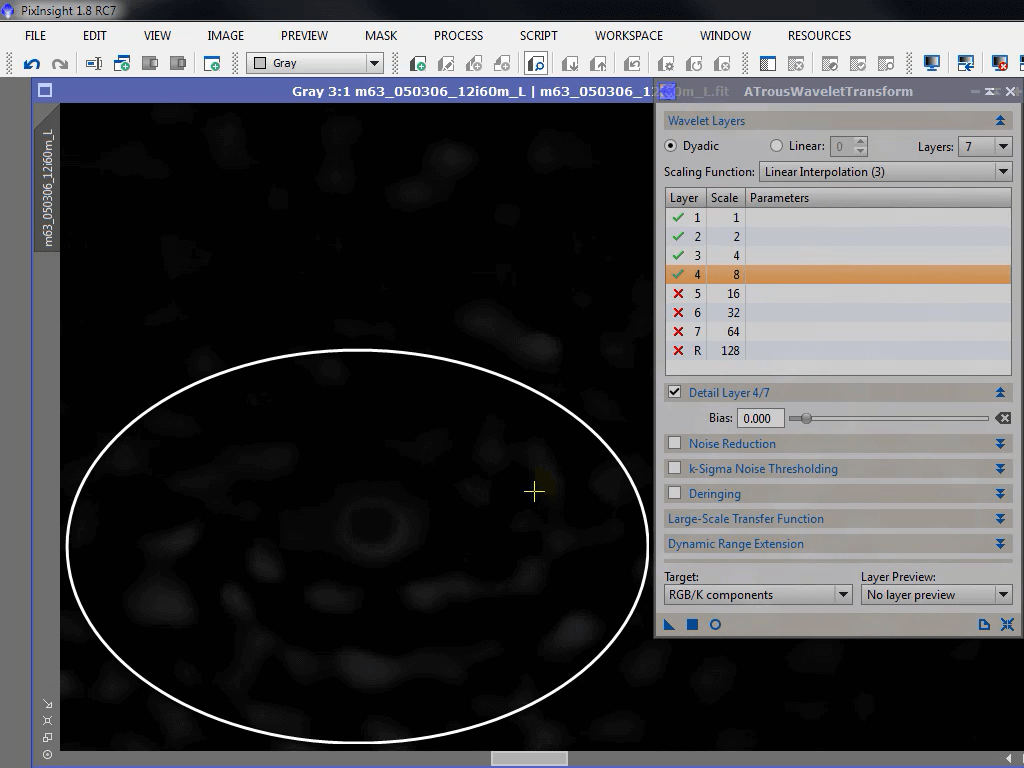 PixInsight 1.8 RC7
FILE EDIT VIEW IMAGE PREVIEW MASK PROCESS SCRIPT WORKSPACE WINDOW RESOURCES
Gray
Gray 3:1 m63_050306_12i60m_L | m63_050306_12i60m_L.fit
m63_050306_12i60m_L
ATrousWaveletTransform
Wavelet Layers
Dyadic Linear: 0 Layers: 7
Scaling Function: Linear Interpolation (3)
Layer Scale Parameters
1 1
2 2
3 4
4 8
5 16
6 32
7 64
R 128
Detail Layer 4/7
Bias: 0.000
Noise Reduction
k-Sigma Noise Thresholding
Deringing
Large-Scale Transfer Function
Dynamic Range Extension
Target: Layer Preview:
RGB/K components No layer preview